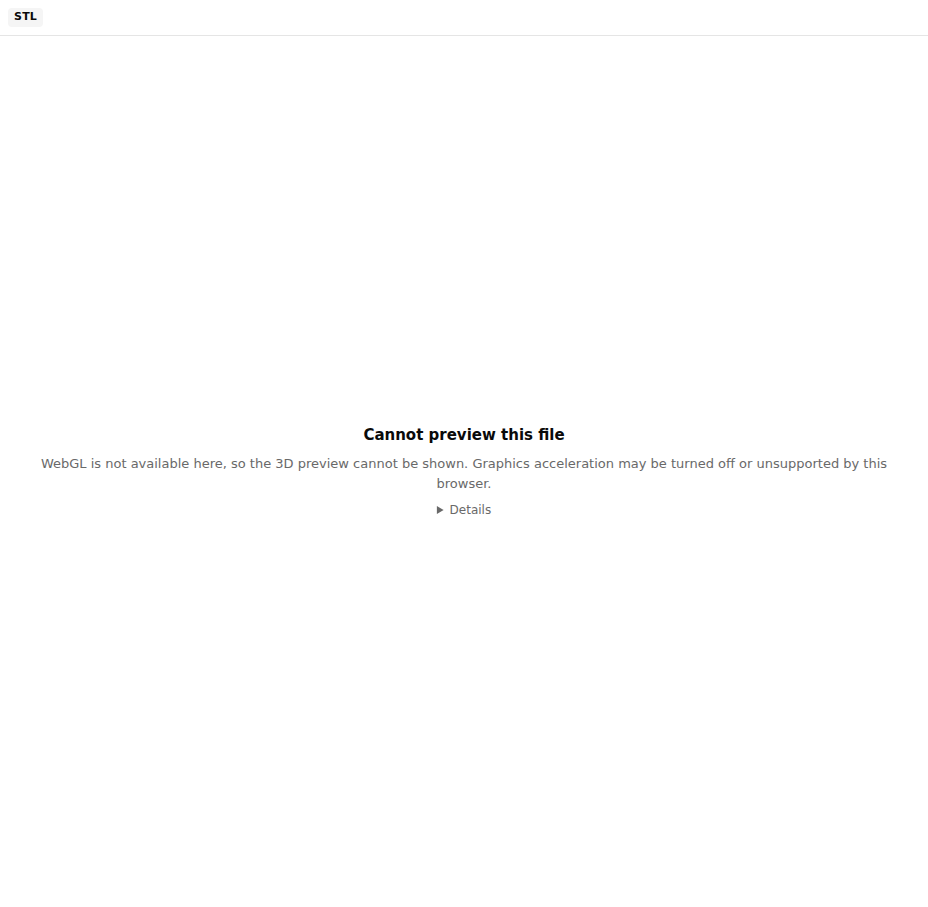 STL
Cannot preview this file
WebGL is not available here, so the 3D preview cannot be shown. Graphics acceleration may be turned off or unsupported by this
browser.
Details